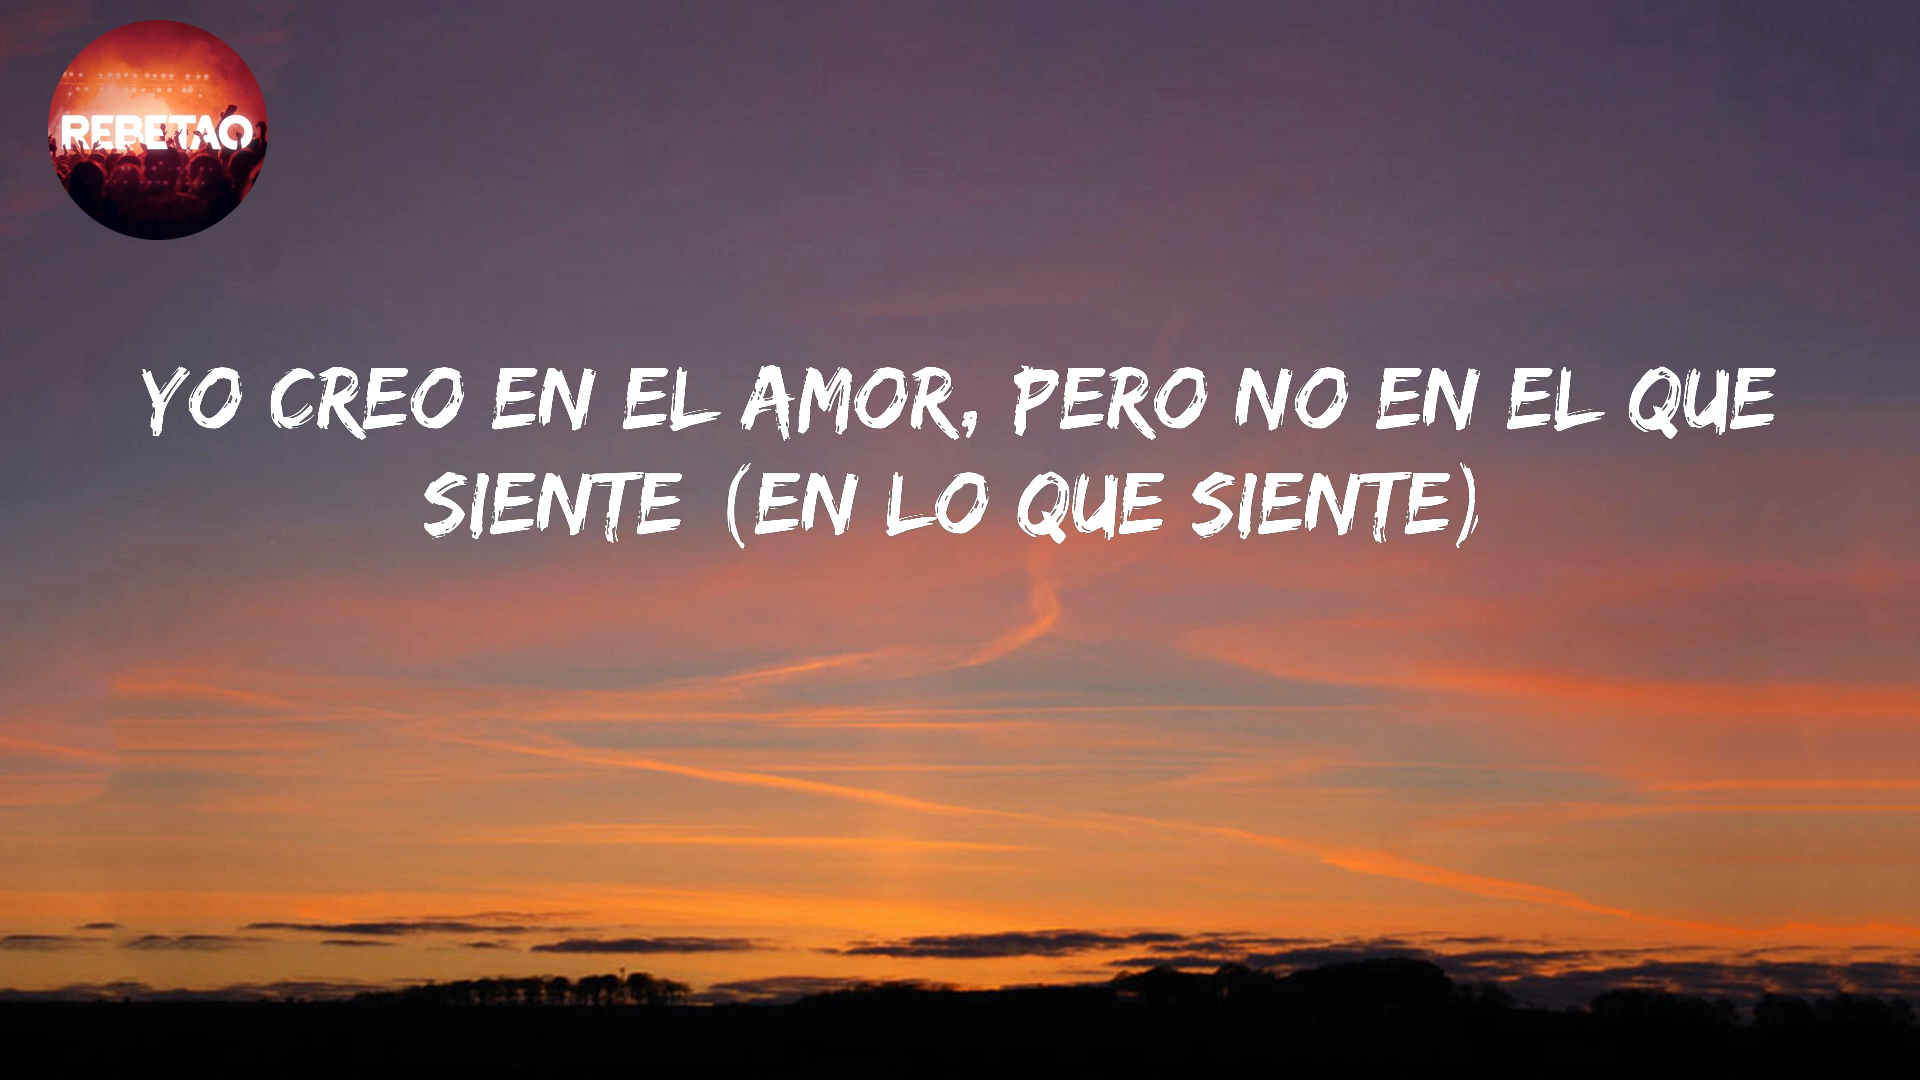 REBETAO
YO CREO EN EL AMOR, PERO NO EN EL QUE
SIENTE (EN LO QUE SIENTE)